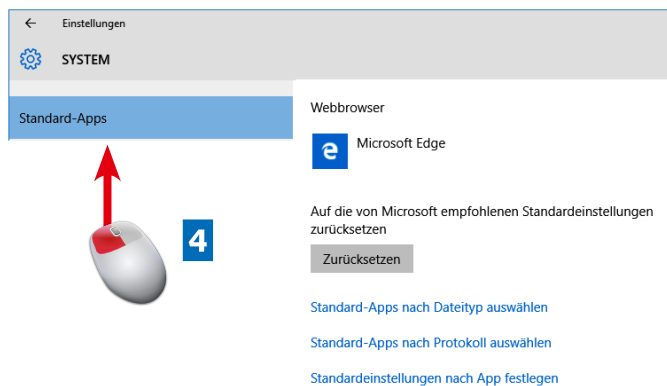 Einstellungen
SYSTEM
Standard-Apps
4
Webbrowser
Microsoft Edge
Auf die von Microsoft empfohlenen Standardeinstellungen
zurücksetzen
Zurücksetzen
Standard-Apps nach Dateityp auswählen
Standard-Apps nach Protokoll auswählen
Standardeinstellungen nach App festlegen